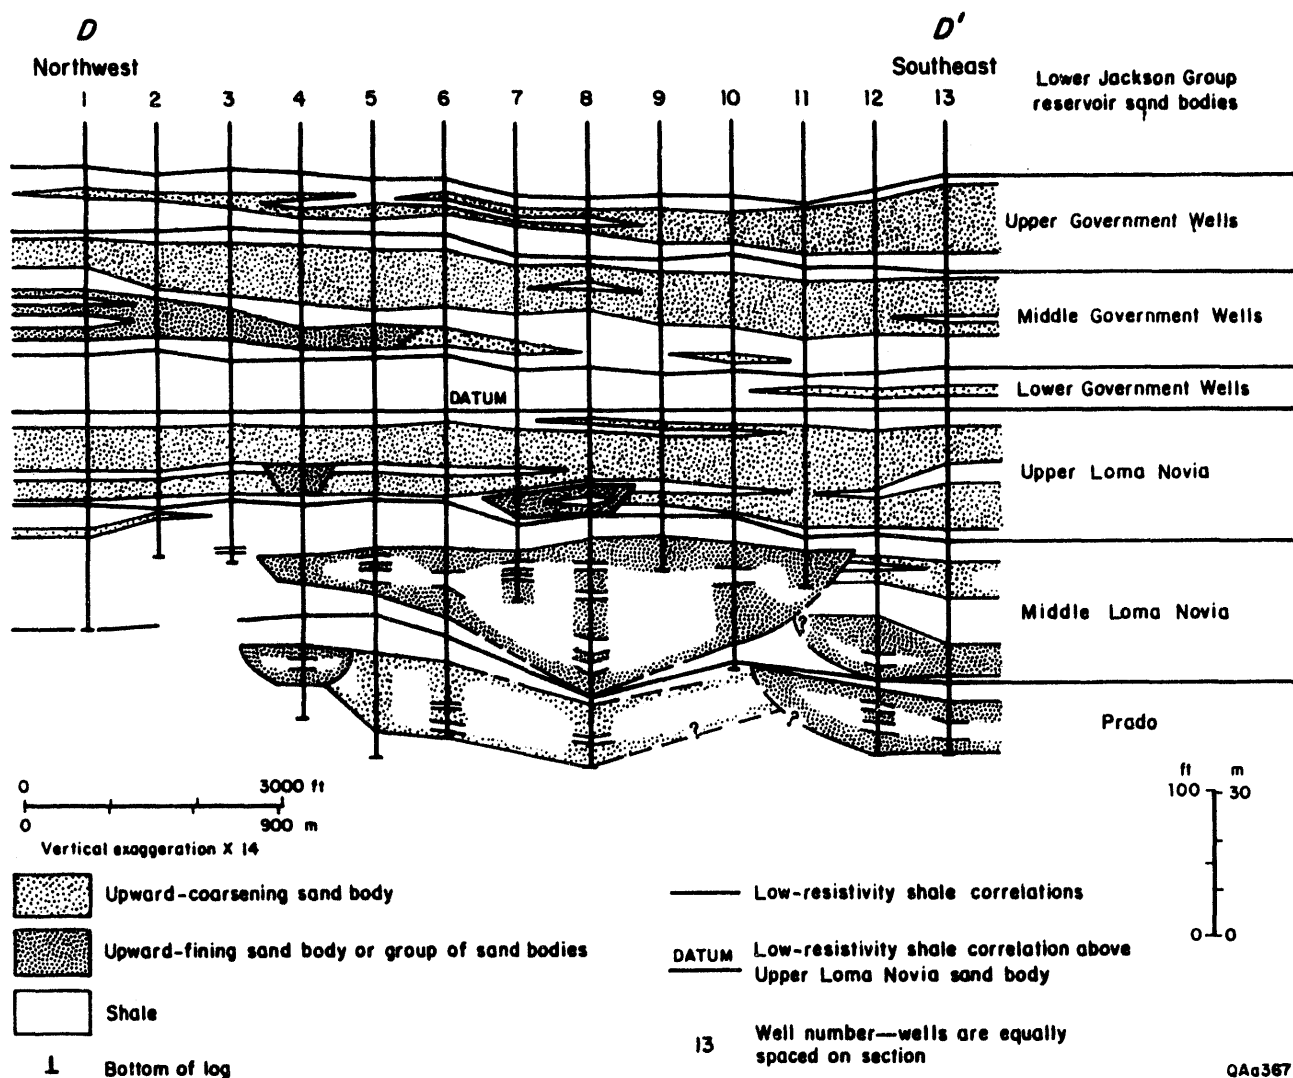 D
D'
Northwest
Southeast
Lower Jackson Group
reservoir sand bodies
1 2 3 4 5 6 7 8 9 10 11 12 13
Upper Government Wells
Middle Government Wells
Lower Government Wells
DATUM
Upper Loma Novia
Middle Loma Novia
?
Prado
?
?
0 3000 ft
0 900 m
Vertical exaggeration X 14
ft m
100 30
0 0
Upward-coarsening sand body
Upward-fining sand body or group of sand bodies
Shale
Bottom of log
Low-resistivity shale correlations
DATUM Low-resistivity shale correlation above
Upper Loma Novia sand body
13 Well number—wells are equally
spaced on section
QAa367